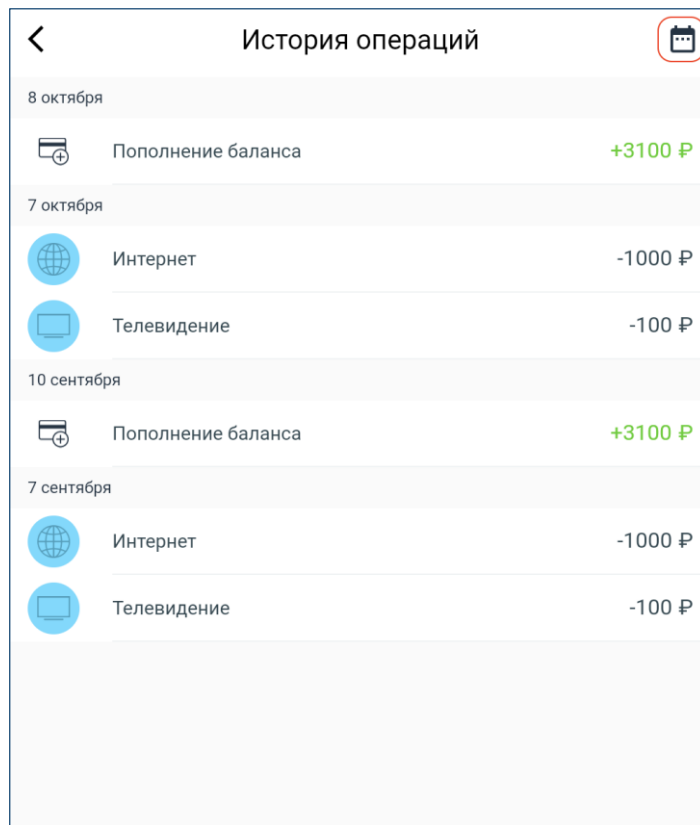 История операций
8 октября
Пополнение баланса +3100 ₽
7 октября
Интернет -1000 ₽
Телевидение -100 ₽
10 сентября
Пополнение баланса +3100 ₽
7 сентября
Интернет -1000 ₽
Телевидение -100 ₽